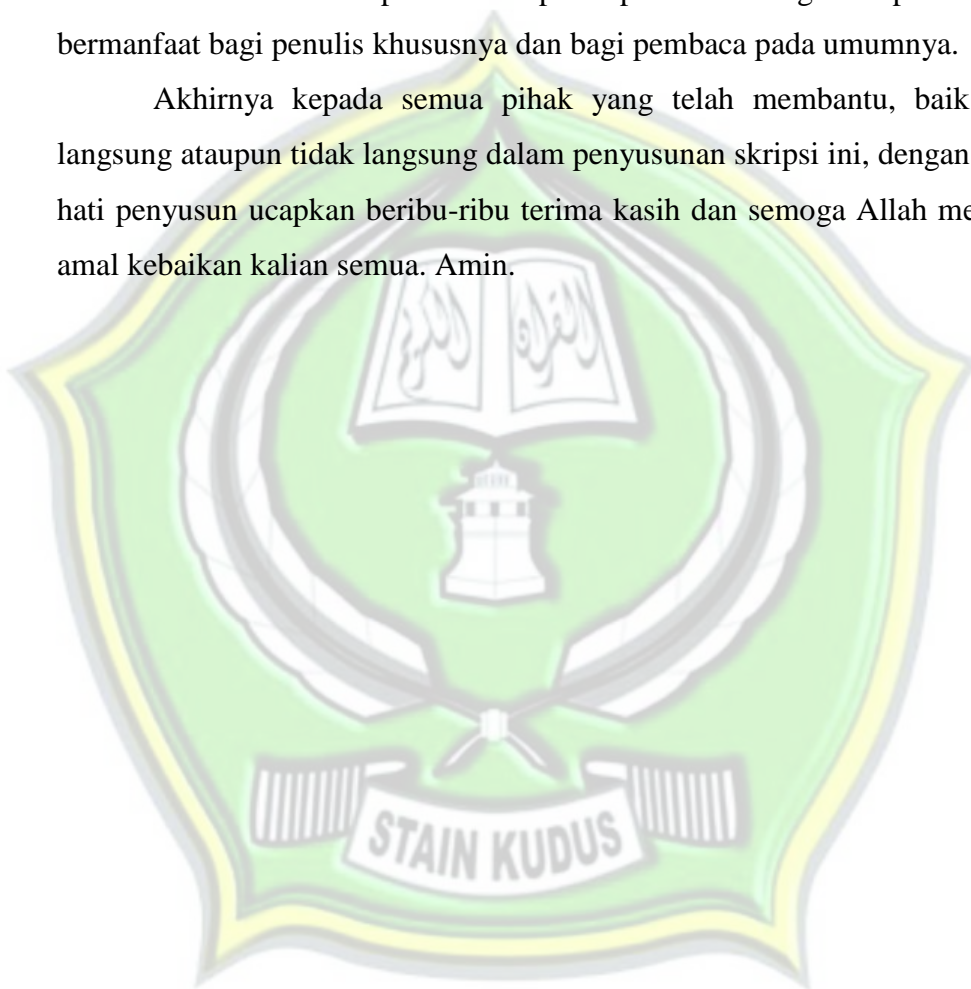 bermanfaat bagi penulis khususnya dan bagi pembaca pada umumnya.
Akhirnya kepada semua pihak yang telah membantu, baik
langsung ataupun tidak langsung dalam penyusunan skripsi ini, dengan
hati penyusun ucapkan beribu-ribu terima kasih dan semoga Allah me
amal kebaikan kalian semua. Amin.
القران
الكريم
STAIN KUDUS